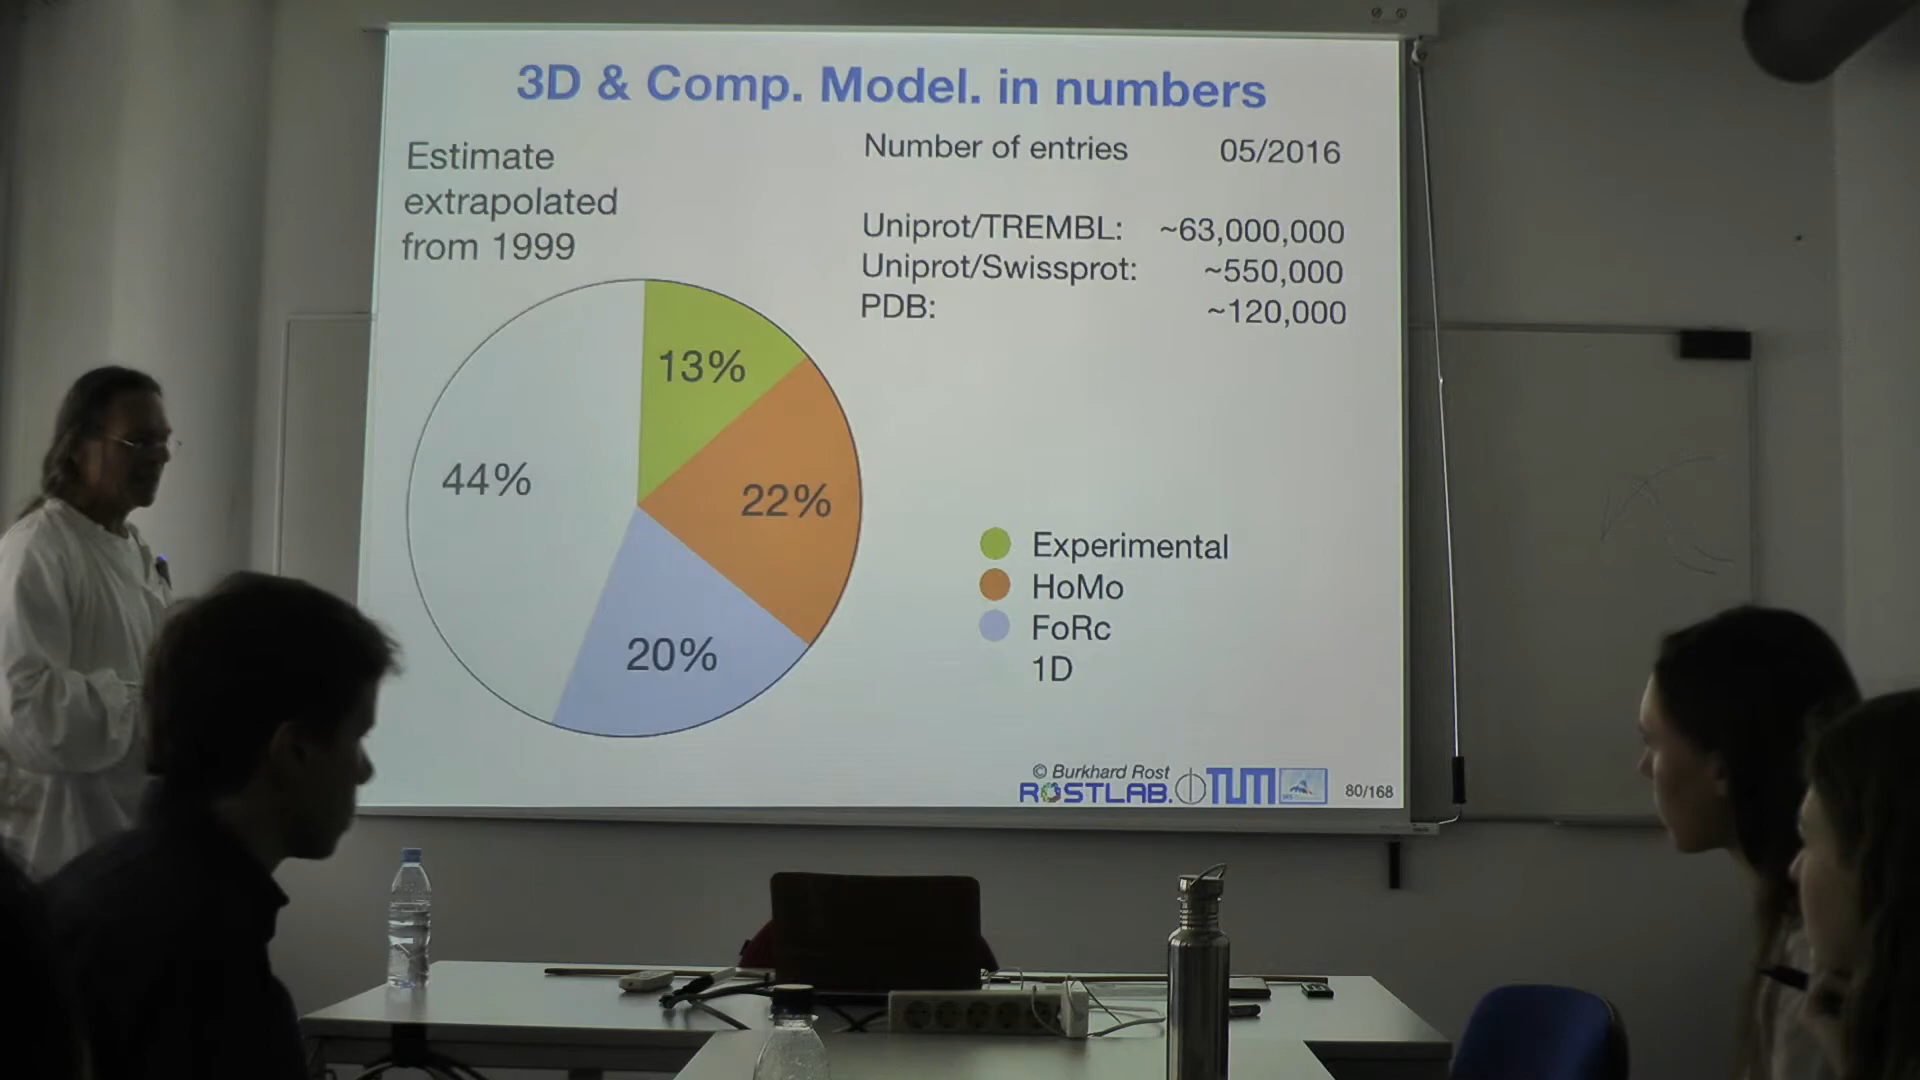 3D & Comp. Model. in numbers
Estimate
extrapolated
from 1999
Number of entries 05/2016
Uniprot/TREMBL: ~63,000,000
Uniprot/Swissprot: ~550,000
PDB: ~120,000
13%
22%
44%
20%
Experimental
HoMo
FoRc
1D
© Burkhard Rost
ROSTLAB.
TUM
80/168